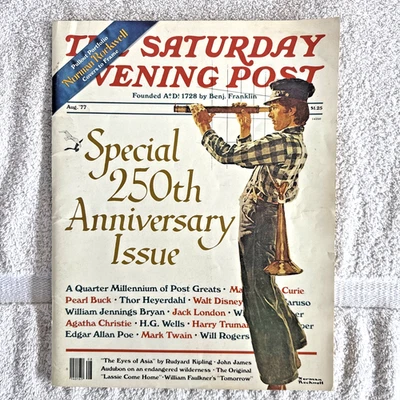 Pullout Portfolio
Norman Rockwell
Covers to Frame
THE SATURDAY
EVENING POST
Founded A.D. 1728 by Benj. Franklin
Aug. '77
$1.25
Special
250th
Anniversary
Issue
A Quarter Millennium of Post Greats • Ma Curie
Pearl Buck • Thor Heyerdahl • Walt Disney aruso
William Jennings Bryan • Jack London • W er
Agatha Christie • H.G. Wells • Harry Truman per
Edgar Allan Poe • Mark Twain • Will Rogers
"The Eyes of Asia" by Rudyard Kipling • John James
Audubon on an endangered wilderness • The Original
"Lassie Come Home" • William Faulkner's "Tomorrow"
Norman
Rockwell